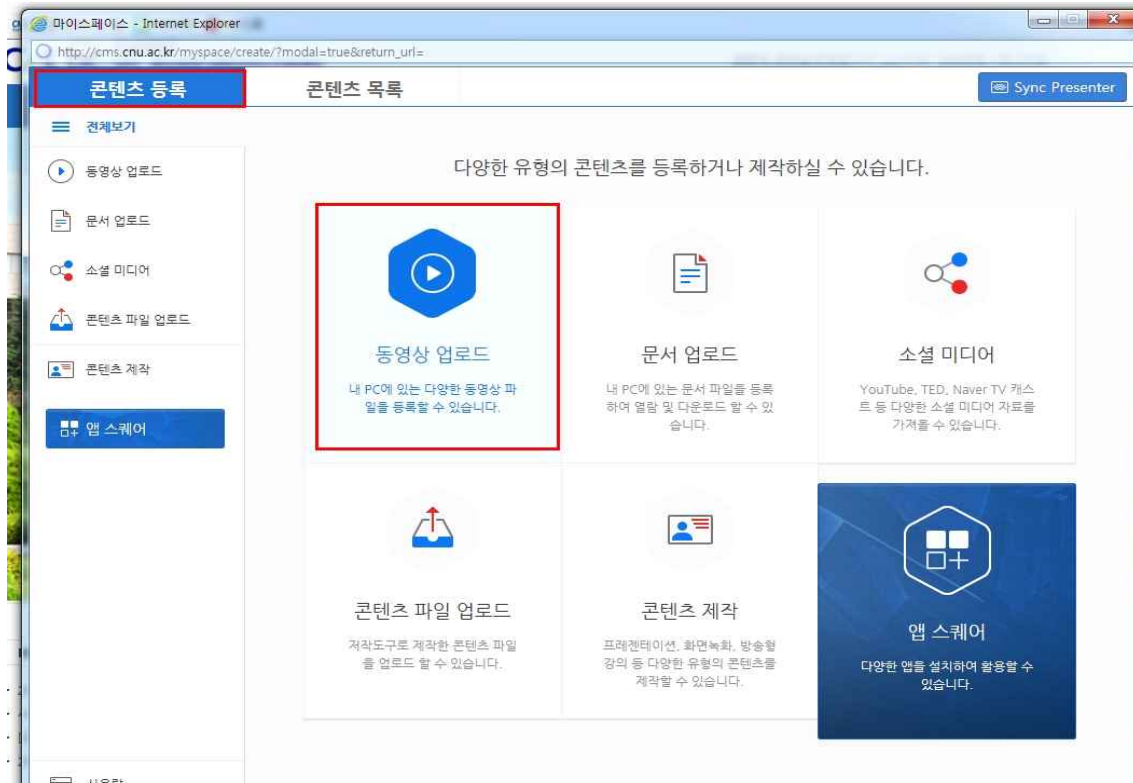 마이스페이스 - Internet Explorer
http://cms.cnu.ac.kr/myspace/create/?modal=true&return_url=
콘텐츠 등록
콘텐츠 목록
Sync Presenter
전체보기
동영상 업로드
문서 업로드
소셜 미디어
콘텐츠 파일 업로드
콘텐츠 제작
앱 스퀘어
다양한 유형의 콘텐츠를 등록하거나 제작하실 수 있습니다.
동영상 업로드
내 PC에 있는 다양한 동영상 파
일을 등록할 수 있습니다.
문서 업로드
내 PC에 있는 문서 파일을 등록
하여 열람 및 다운로드 할 수 있
습니다.
소셜 미디어
YouTube, TED, Naver TV 캐스
트 등 다양한 소셜 미디어 자료를
가져올 수 있습니다.
콘텐츠 파일 업로드
저작도구로 제작한 콘텐츠 파일
을 업로드 할 수 있습니다.
콘텐츠 제작
프레젠테이션, 화면녹화, 방송형
강의 등 다양한 유형의 콘텐츠를
제작할 수 있습니다.
앱 스퀘어
다양한 앱을 설치하여 활용할 수
있습니다.